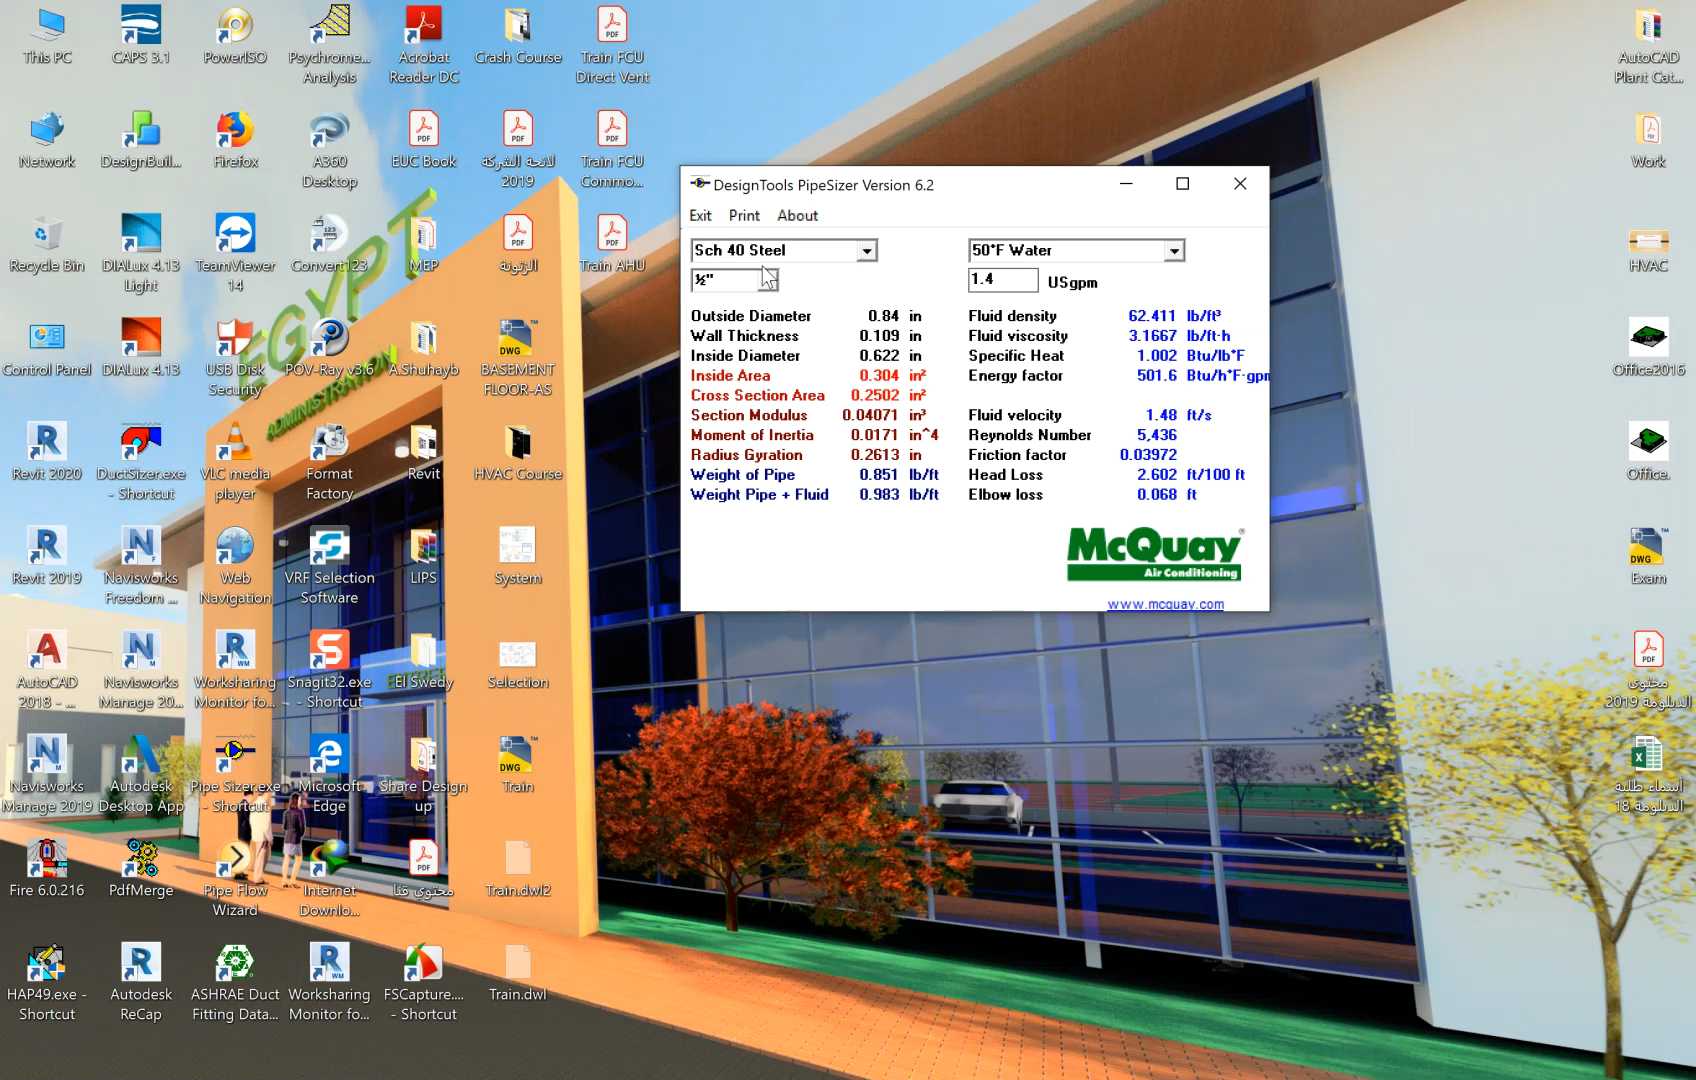 This PC
CAPS 3.1
PowerISO
Psychrome...
Analysis
Acrobat
Reader DC
Crash Course
Train FCU
Direct Vent
Network
DesignBuil...
Firefox
A360
Desktop
EUC Book
لائحة الشركة
2019
Train FCU
Commo...
Recycle Bin
DIALux 4.13
Light
TeamViewer
14
Convert123
MEP
الزتونة
Train AHU
Control Panel
DIALux 4.13
USB Disk
Security
POV-Ray v3.6
A.Shuhayb
BASEMENT
FLOOR-AS
Revit 2020
DuctSizer.exe
- Shortcut
VLC media
player
Format
Factory
Revit
HVAC Course
Revit 2019
Navisworks
Freedom ...
Web
Navigation
VRF Selection
Software
LIPS
System
AutoCAD
2018 - ...
Navisworks
Manage 20...
Worksharing
Monitor fo...
Snagit32.exe
- Shortcut
El Swedy
Selection
Navisworks
Manage 2019
Autodesk
Desktop App
Pipe Sizer.exe
- Shortcut
Microsoft
Edge
Share Design
up
Train
Fire 6.0.216
PdfMerge
Pipe Flow
Wizard
Internet
Downlo...
محتوي قنا
Train.dwl2
HAP49.exe -
Shortcut
Autodesk
ReCap
ASHRAE Duct
Fitting Data...
Worksharing
Monitor fo...
FSCapture....
- Shortcut
Train.dwl
EGYPT
ADMINISTRATION
DesignTools PipeSizer Version 6.2
Exit Print About
Sch 40 Steel
50°F Water
½"
1.4 USgpm
Outside Diameter 0.84 in
Wall Thickness 0.109 in
Inside Diameter 0.622 in
Inside Area 0.304 in²
Cross Section Area 0.2502 in²
Section Modulus 0.04071 in³
Moment of Inertia 0.0171 in^4
Radius Gyration 0.2613 in
Weight of Pipe 0.851 lb/ft
Weight Pipe + Fluid 0.983 lb/ft
Fluid density 62.411 lb/ft³
Fluid viscosity 3.1667 lb/ft·h
Specific Heat 1.002 Btu/lb°F
Energy factor 501.6 Btu/h°F·gpm
Fluid velocity 1.48 ft/s
Reynolds Number 5,436
Friction factor 0.03972
Head Loss 2.602 ft/100 ft
Elbow loss 0.068 ft
McQuay®
Air Conditioning
www.mcquay.com
AutoCAD
Plant Cat...
Work
HVAC
Office2016
Office.
Exam
محتوى
الدبلومة 2019
أسماء طلبة
الدبلومة 18